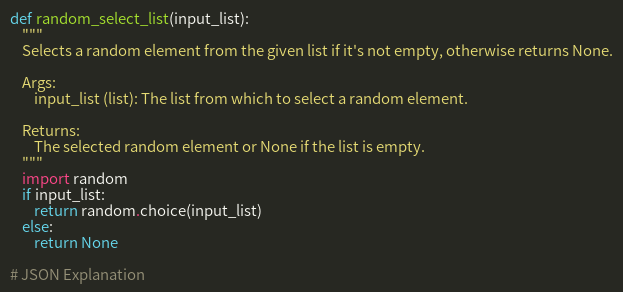 def random_select_list(input_list):
"""
Selects a random element from the given list if it's not empty, otherwise returns None.
Args:
input_list (list): The list from which to select a random element.
Returns:
The selected random element or None if the list is empty.
"""
import random
if input_list:
return random.choice(input_list)
else:
return None
# JSON Explanation